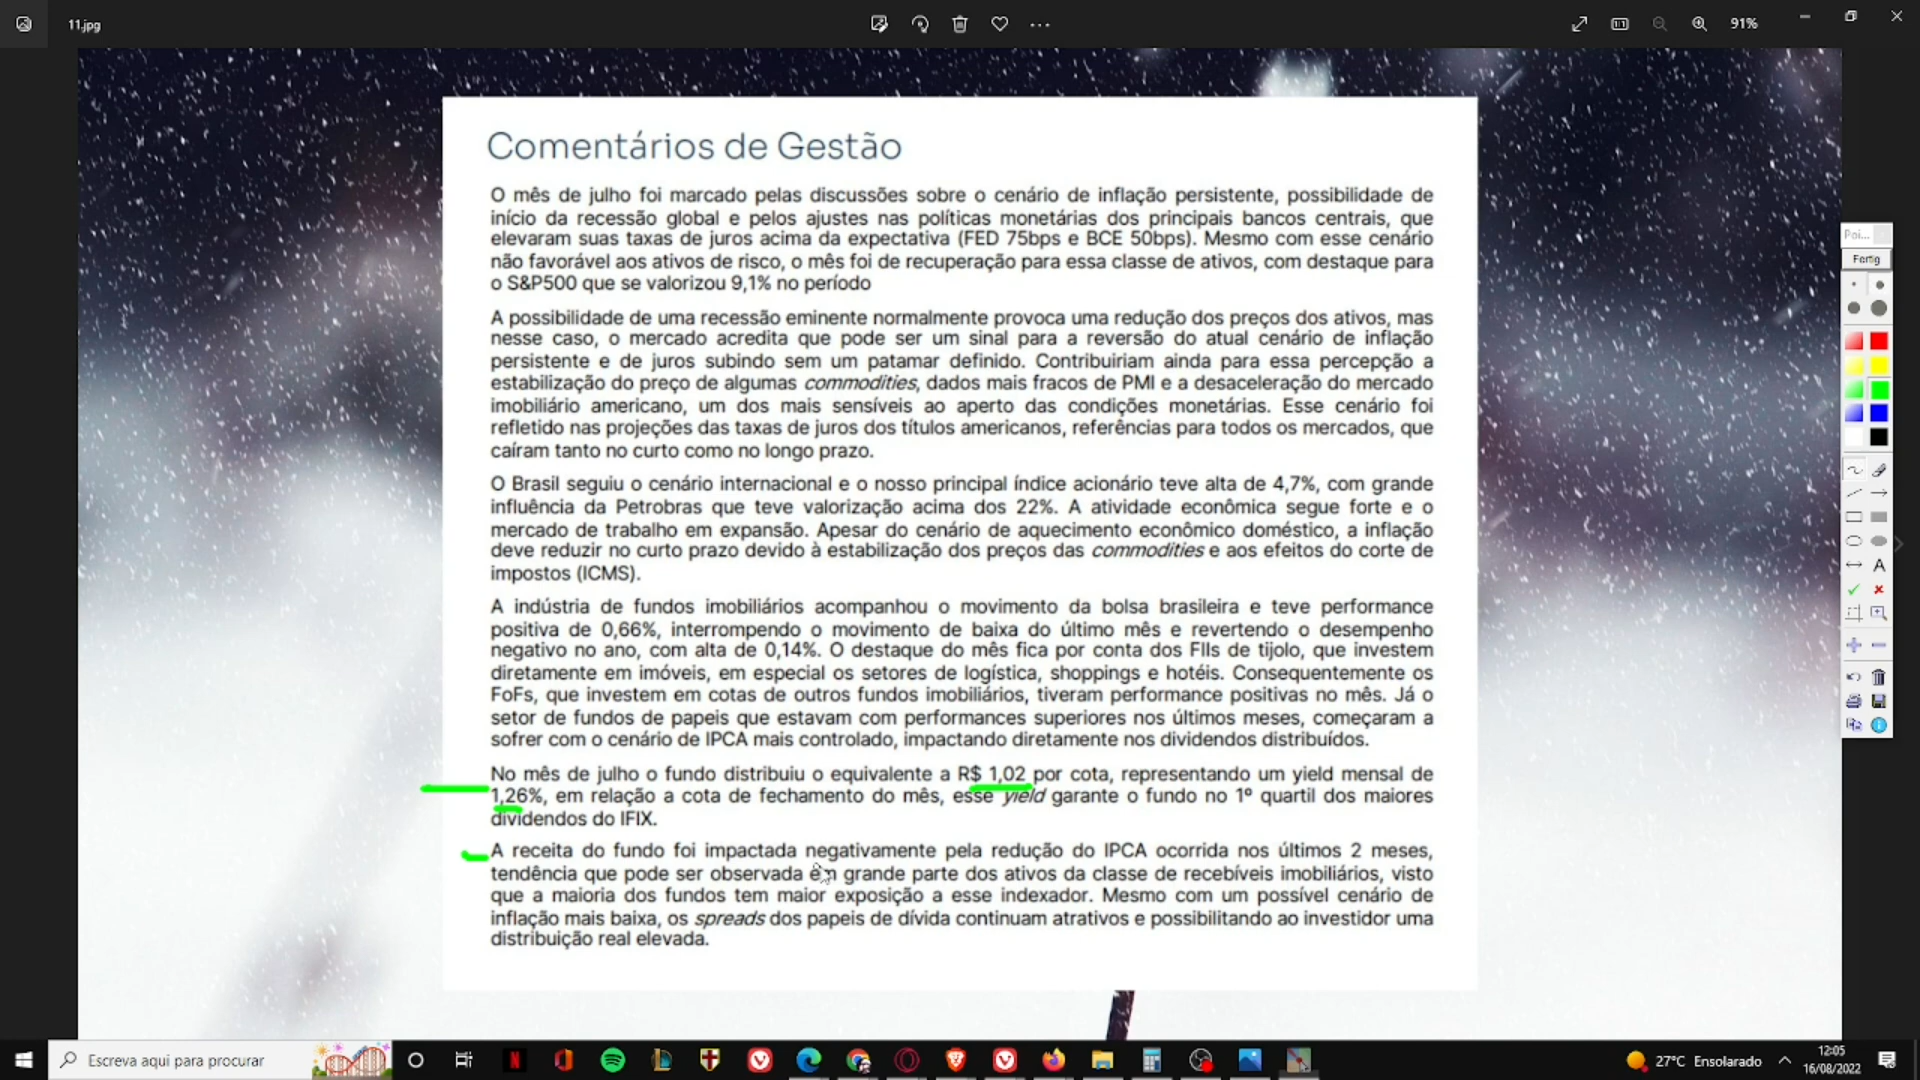 11.jpg
91%
Comentários de Gestão
O mês de julho foi marcado pelas discussões sobre o cenário de inflação persistente, possibilidade de
início da recessão global e pelos ajustes nas políticas monetárias dos principais bancos centrais, que
elevaram suas taxas de juros acima da expectativa (FED 75bps e BCE 50bps). Mesmo com esse cenário
não favorável aos ativos de risco, o mês foi de recuperação para essa classe de ativos, com destaque para
o S&P500 que se valorizou 9,1% no período
A possibilidade de uma recessão eminente normalmente provoca uma redução dos preços dos ativos, mas
nesse caso, o mercado acredita que pode ser um sinal para a reversão do atual cenário de inflação
persistente e de juros subindo sem um patamar definido. Contribuiriam ainda para essa percepção a
estabilização do preço de algumas commodities, dados mais fracos de PMI e a desaceleração do mercado
imobiliário americano, um dos mais sensíveis ao aperto das condições monetárias. Esse cenário foi
refletido nas projeções das taxas de juros dos títulos americanos, referências para todos os mercados, que
caíram tanto no curto como no longo prazo.
O Brasil seguiu o cenário internacional e o nosso principal índice acionário teve alta de 4,7%, com grande
influência da Petrobras que teve valorização acima dos 22%. A atividade econômica segue forte e o
mercado de trabalho em expansão. Apesar do cenário de aquecimento econômico doméstico, a inflação
deve reduzir no curto prazo devido à estabilização dos preços das commodities e aos efeitos do corte de
impostos (ICMS).
A indústria de fundos imobiliários acompanhou o movimento da bolsa brasileira e teve performance
positiva de 0,66%, interrompendo o movimento de baixa do último mês e revertendo o desempenho
negativo no ano, com alta de 0,14%. O destaque do mês fica por conta dos FIIs de tijolo, que investem
diretamente em imóveis, em especial os setores de logística, shoppings e hotéis. Consequentemente os
FoFs, que investem em cotas de outros fundos imobiliários, tiveram performance positivas no mês. Já o
setor de fundos de papeis que estavam com performances superiores nos últimos meses, começaram a
sofrer com o cenário de IPCA mais controlado, impactando diretamente nos dividendos distribuídos.
No mês de julho o fundo distribuiu o equivalente a R$ 1,02 por cota, representando um yield mensal de
1,26%, em relação a cota de fechamento do mês, esse yield garante o fundo no 1º quartil dos maiores
dividendos do IFIX.
A receita do fundo foi impactada negativamente pela redução do IPCA ocorrida nos últimos 2 meses,
tendência que pode ser observada em grande parte dos ativos da classe de recebíveis imobiliários, visto
que a maioria dos fundos tem maior exposição a esse indexador. Mesmo com um possível cenário de
inflação mais baixa, os spreads dos papeis de dívida continuam atrativos e possibilitando ao investidor uma
distribuição real elevada.
Poi...
Fertig
A
Escreva aqui para procurar
27°C Ensolarado
12:05
16/08/2022